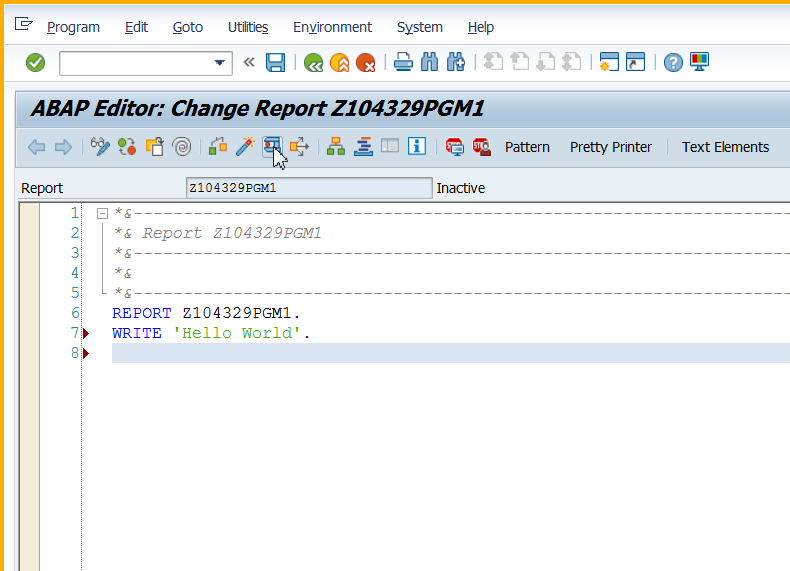 Program Edit Goto Utilities Environment System Help
ABAP Editor: Change Report Z104329PGM1
Pattern Pretty Printer Text Elements
Report Z104329PGM1 Inactive
1 *&---------------------------------------------------------------------
2 *& Report Z104329PGM1
3 *&---------------------------------------------------------------------
4 *&
5 *&---------------------------------------------------------------------
6 REPORT Z104329PGM1.
7 WRITE 'Hello World'.
8